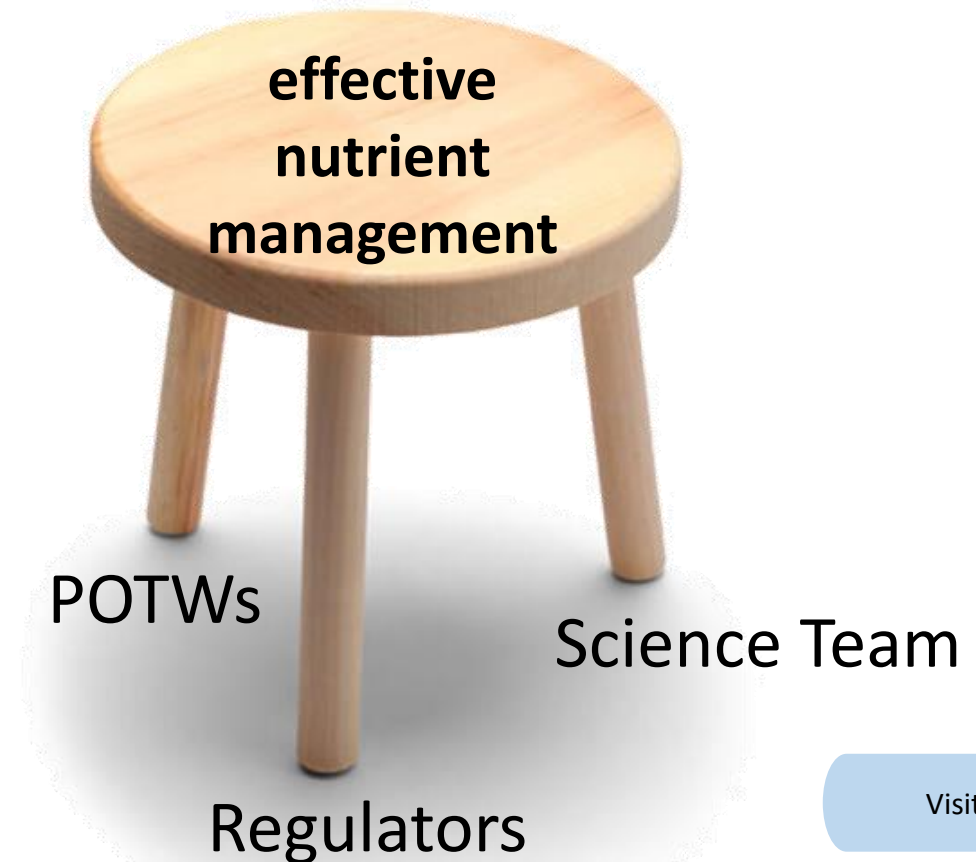 effective
nutrient
management
POTWs
Science Team
Visit
Regulators